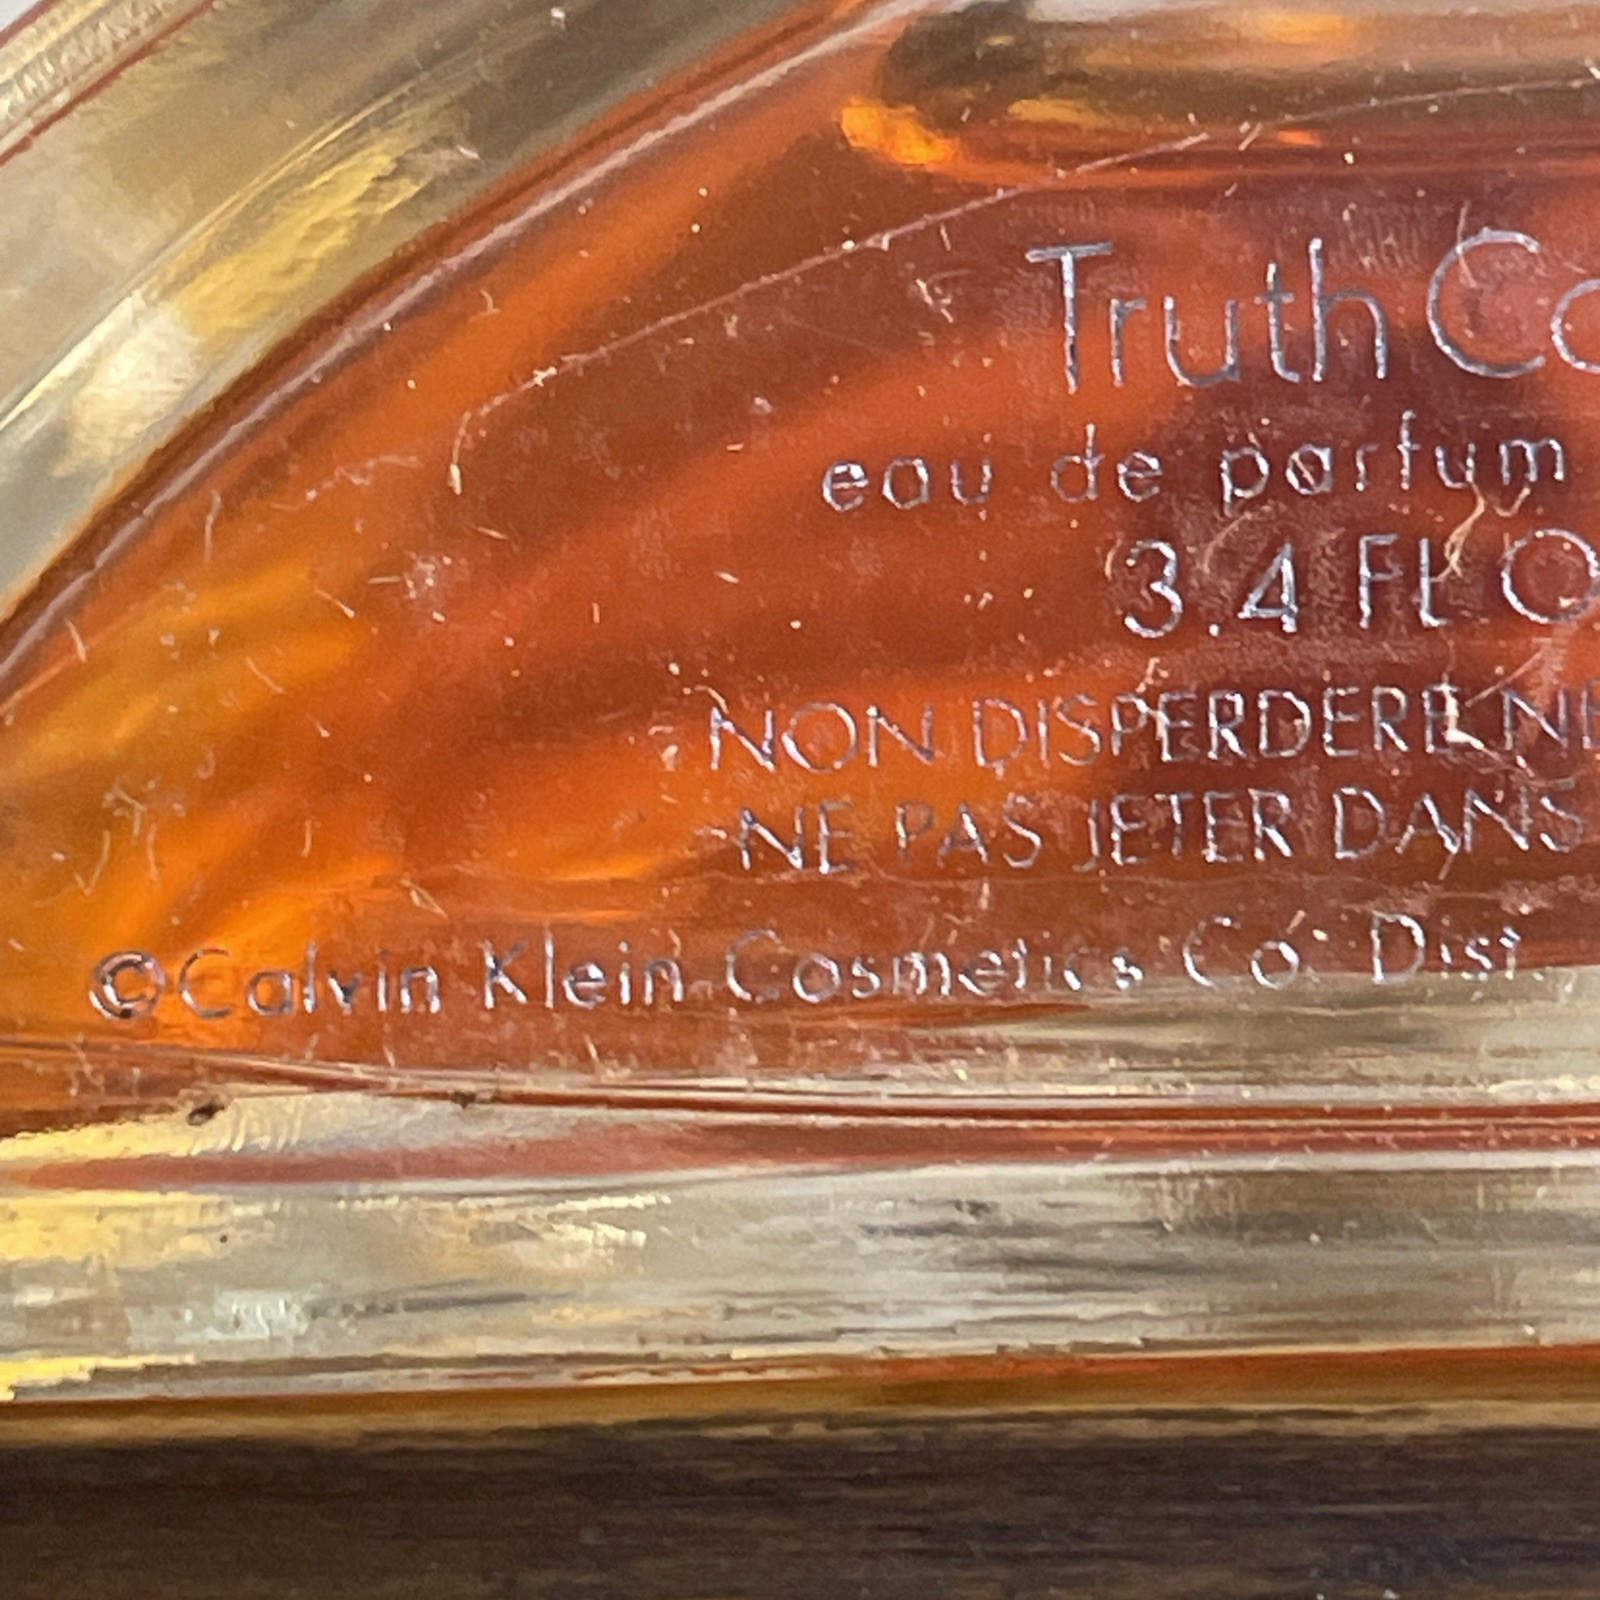 Truth Ca
eau de parfum
3.4 FL O
NON DISPERDERE NE
NE PAS JETER DANS
©Calvin Klein Cosmetics Co. Dist.